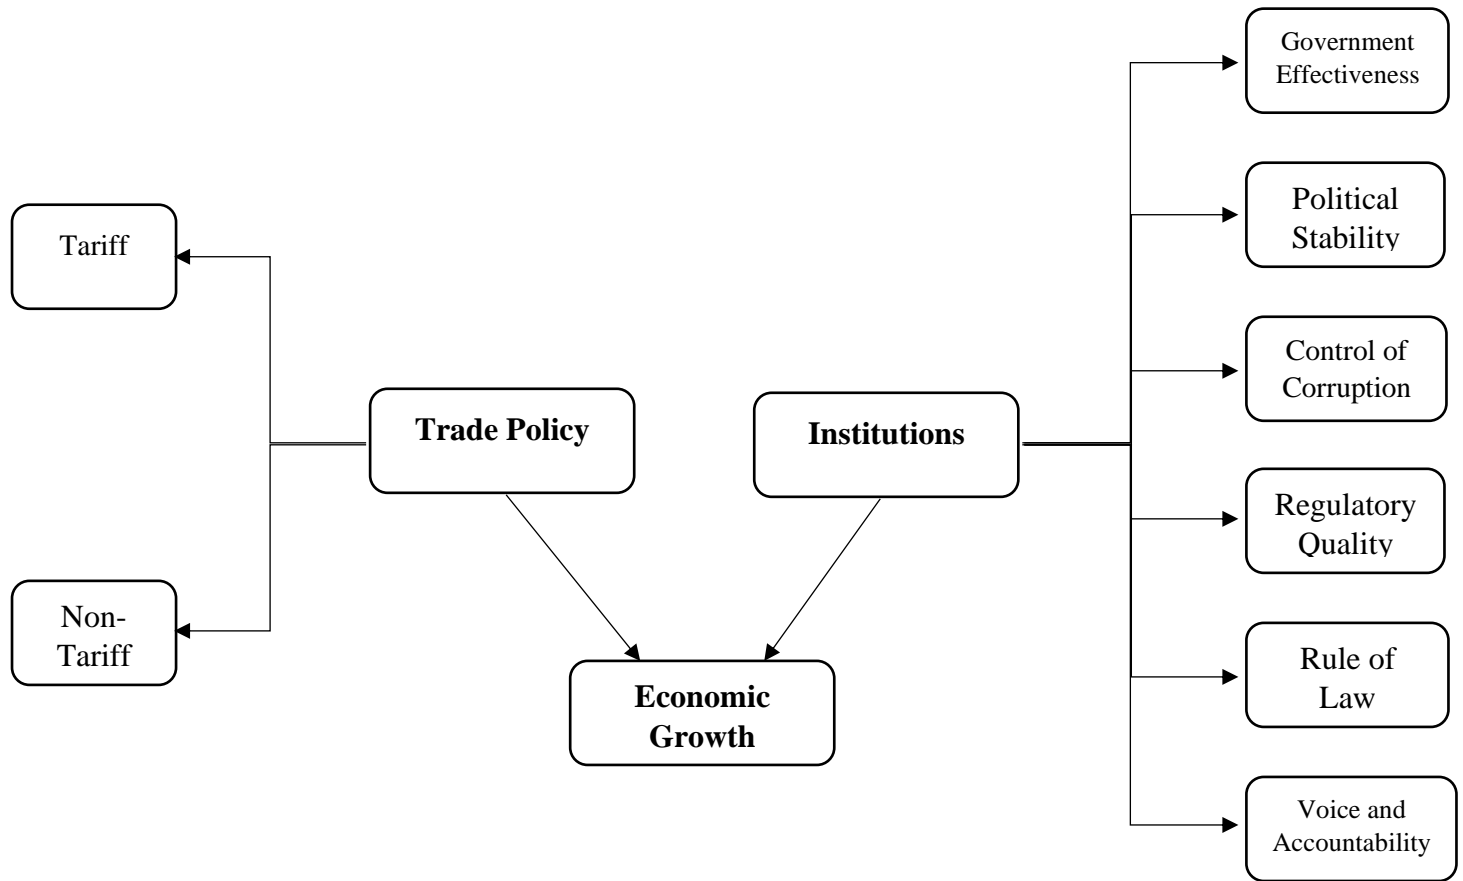 Government
Effectiveness
Political
Stability
Tariff
Control of
Corruption
Trade Policy
Institutions
Regulatory
Quality
Non-
Tariff
Rule of
Law
Economic
Growth
Voice and
Accountability